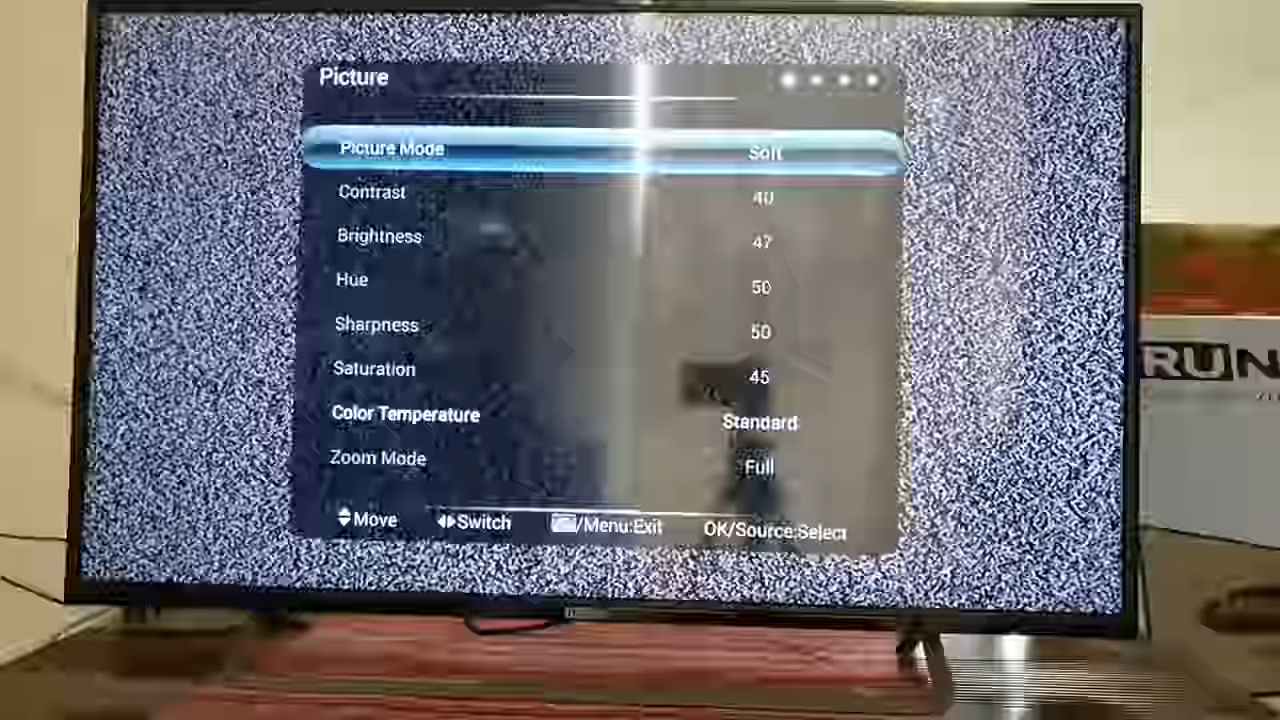 Picture
Picture Mode Soft
Contrast 40
Brightness 47
Hue 50
Sharpness 50
Saturation 45
Color Temperature Standard
Zoom Mode Full
Move Switch /Menu:Exit OK/Source:Select
RUN